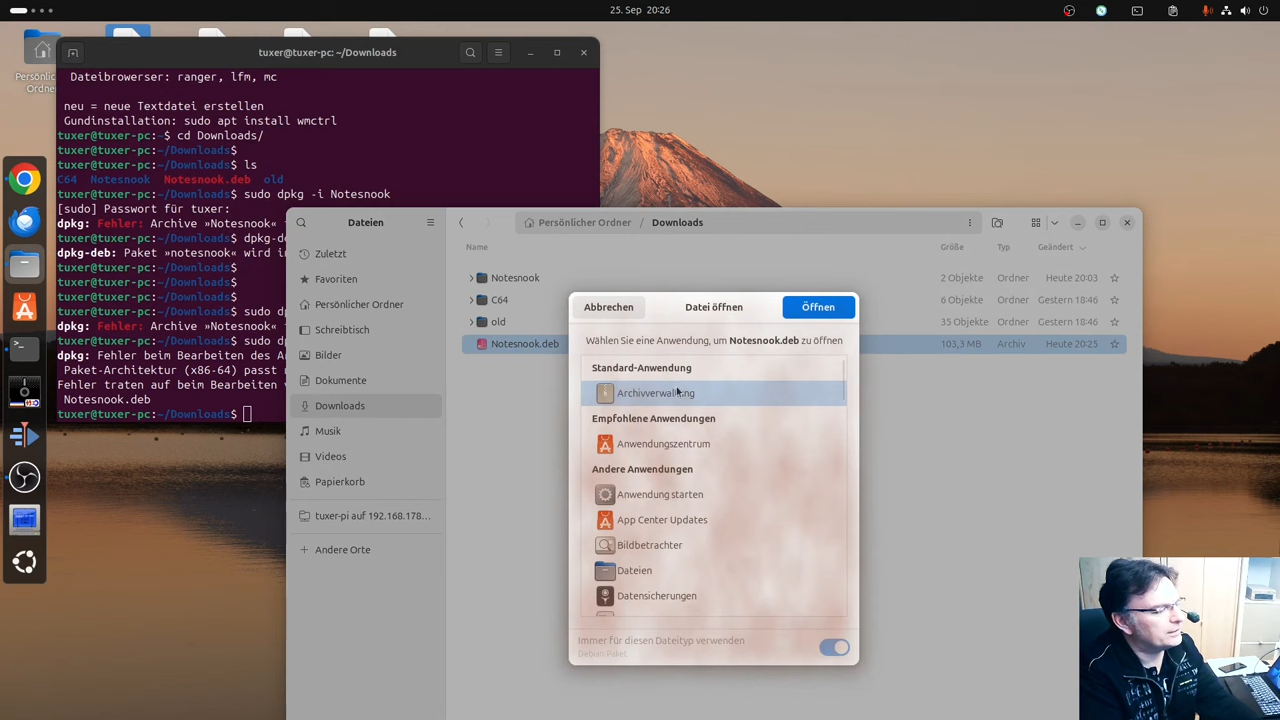 25. Sep 20:26
Persönlicher
Ordner
tuxer@tuxer-pc: ~/Downloads
Dateibrowerser: ranger, lfm, mc
neu = neue Textdatei erstellen
Gundinstallation: sudo apt install wmctrl
tuxer@tuxer-pc:~$ cd Downloads/
tuxer@tuxer-pc:~/Downloads$
tuxer@tuxer-pc:~/Downloads$ ls
C64 Notesnook Notesnook.deb old
tuxer@tuxer-pc:~/Downloads$ sudo dpkg -i Notesnook
[sudo] Passwort für tuxer:
dpkg: Fehler: Archive »Notesnook«
tuxer@tuxer-pc:~/Downloads$ dpkg-de
dpkg-deb: Paket »notesnook« wird in
tuxer@tuxer-pc:~/Downloads$
tuxer@tuxer-pc:~/Downloads$
tuxer@tuxer-pc:~/Downloads$
tuxer@tuxer-pc:~/Downloads$ sudo dp
dpkg: Fehler: Archive »Notesnook«
tuxer@tuxer-pc:~/Downloads$ sudo dp
dpkg: Fehler beim Bearbeiten des A
Paket-Architektur (x86-64) passt n
Fehler traten auf beim Bearbeiten
Notesnook.deb
tuxer@tuxer-pc:~/Downloads$
Dateien
Zuletzt
Favoriten
Persönlicher Ordner
Schreibtisch
Bilder
Dokumente
Downloads
Musik
Videos
Papierkorb
tuxer-pi auf 192.168.178...
Andere Orte
Persönlicher Ordner / Downloads
Name Größe Typ Geändert
Notesnook 2 Objekte Ordner Heute 20:03
C64 6 Objekte Ordner Gestern 18:46
old 35 Objekte Ordner Gestern 18:46
Notesnook.deb 103,3 MB Archiv Heute 20:25
Abbrechen Datei öffnen Öffnen
Wählen Sie eine Anwendung, um Notesnook.deb zu öffnen
Standard-Anwendung
Archivverwaltung
Empfohlene Anwendungen
Anwendungszentrum
Andere Anwendungen
Anwendung starten
App Center Updates
Bildbetrachter
Dateien
Datensicherungen
Immer für diesen Dateityp verwenden
Debian-Paket